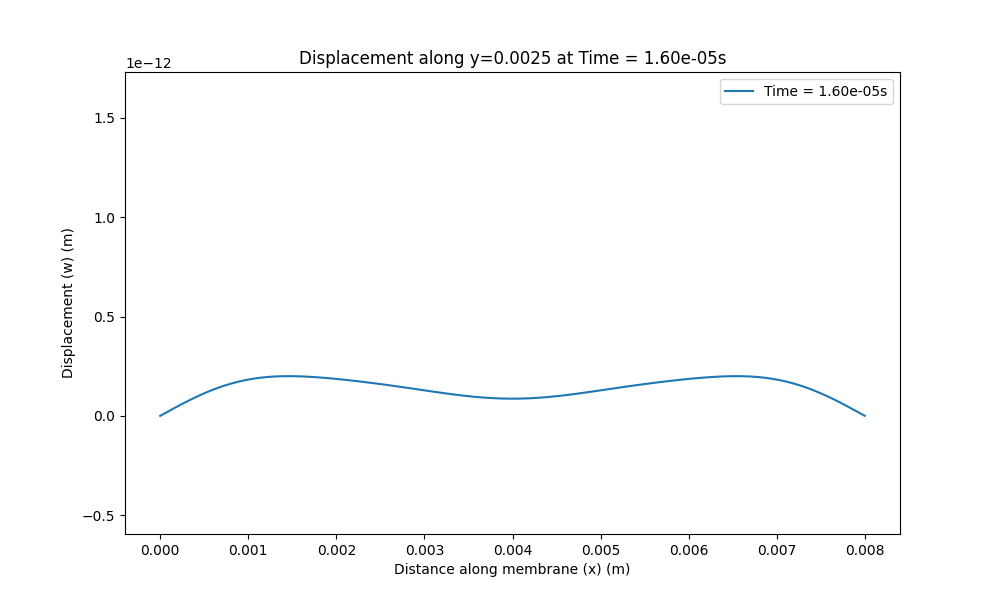 Displacement along y=0.0025 at Time = 1.60e-05s
1e−12
Time = 1.60e-05s
1.5
1.0
0.5
0.0
−0.5
Displacement (w) (m)
0.000 0.001 0.002 0.003 0.004 0.005 0.006 0.007 0.008
Distance along membrane (x) (m)